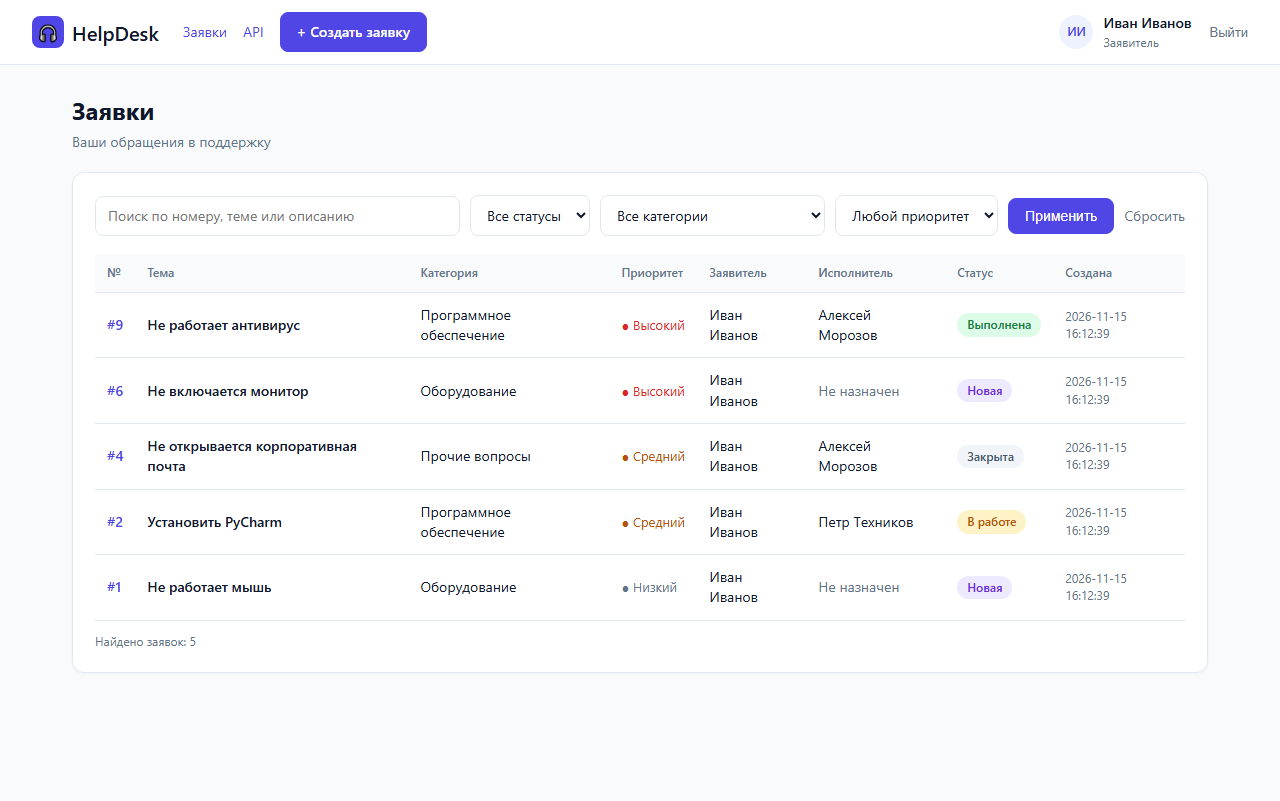 HelpDesk
Заявки
API
+ Создать заявку
ИИ
Иван Иванов
Заявитель
Выйти
Заявки
Ваши обращения в поддержку
Поиск по номеру, теме или описанию
Все статусы
Все категории
Любой приоритет
Применить
Сбросить
№ Тема Категория Приоритет Заявитель Исполнитель Статус Создана
#9 Не работает антивирус Программное обеспечение ● Высокий Иван Иванов Алексей Морозов Выполнена 2026-11-15 16:12:39
#6 Не включается монитор Оборудование ● Высокий Иван Иванов Не назначен Новая 2026-11-15 16:12:39
#4 Не открывается корпоративная почта Прочие вопросы ● Средний Иван Иванов Алексей Морозов Закрыта 2026-11-15 16:12:39
#2 Установить PyCharm Программное обеспечение ● Средний Иван Иванов Петр Техников В работе 2026-11-15 16:12:39
#1 Не работает мышь Оборудование ● Низкий Иван Иванов Не назначен Новая 2026-11-15 16:12:39
Найдено заявок: 5